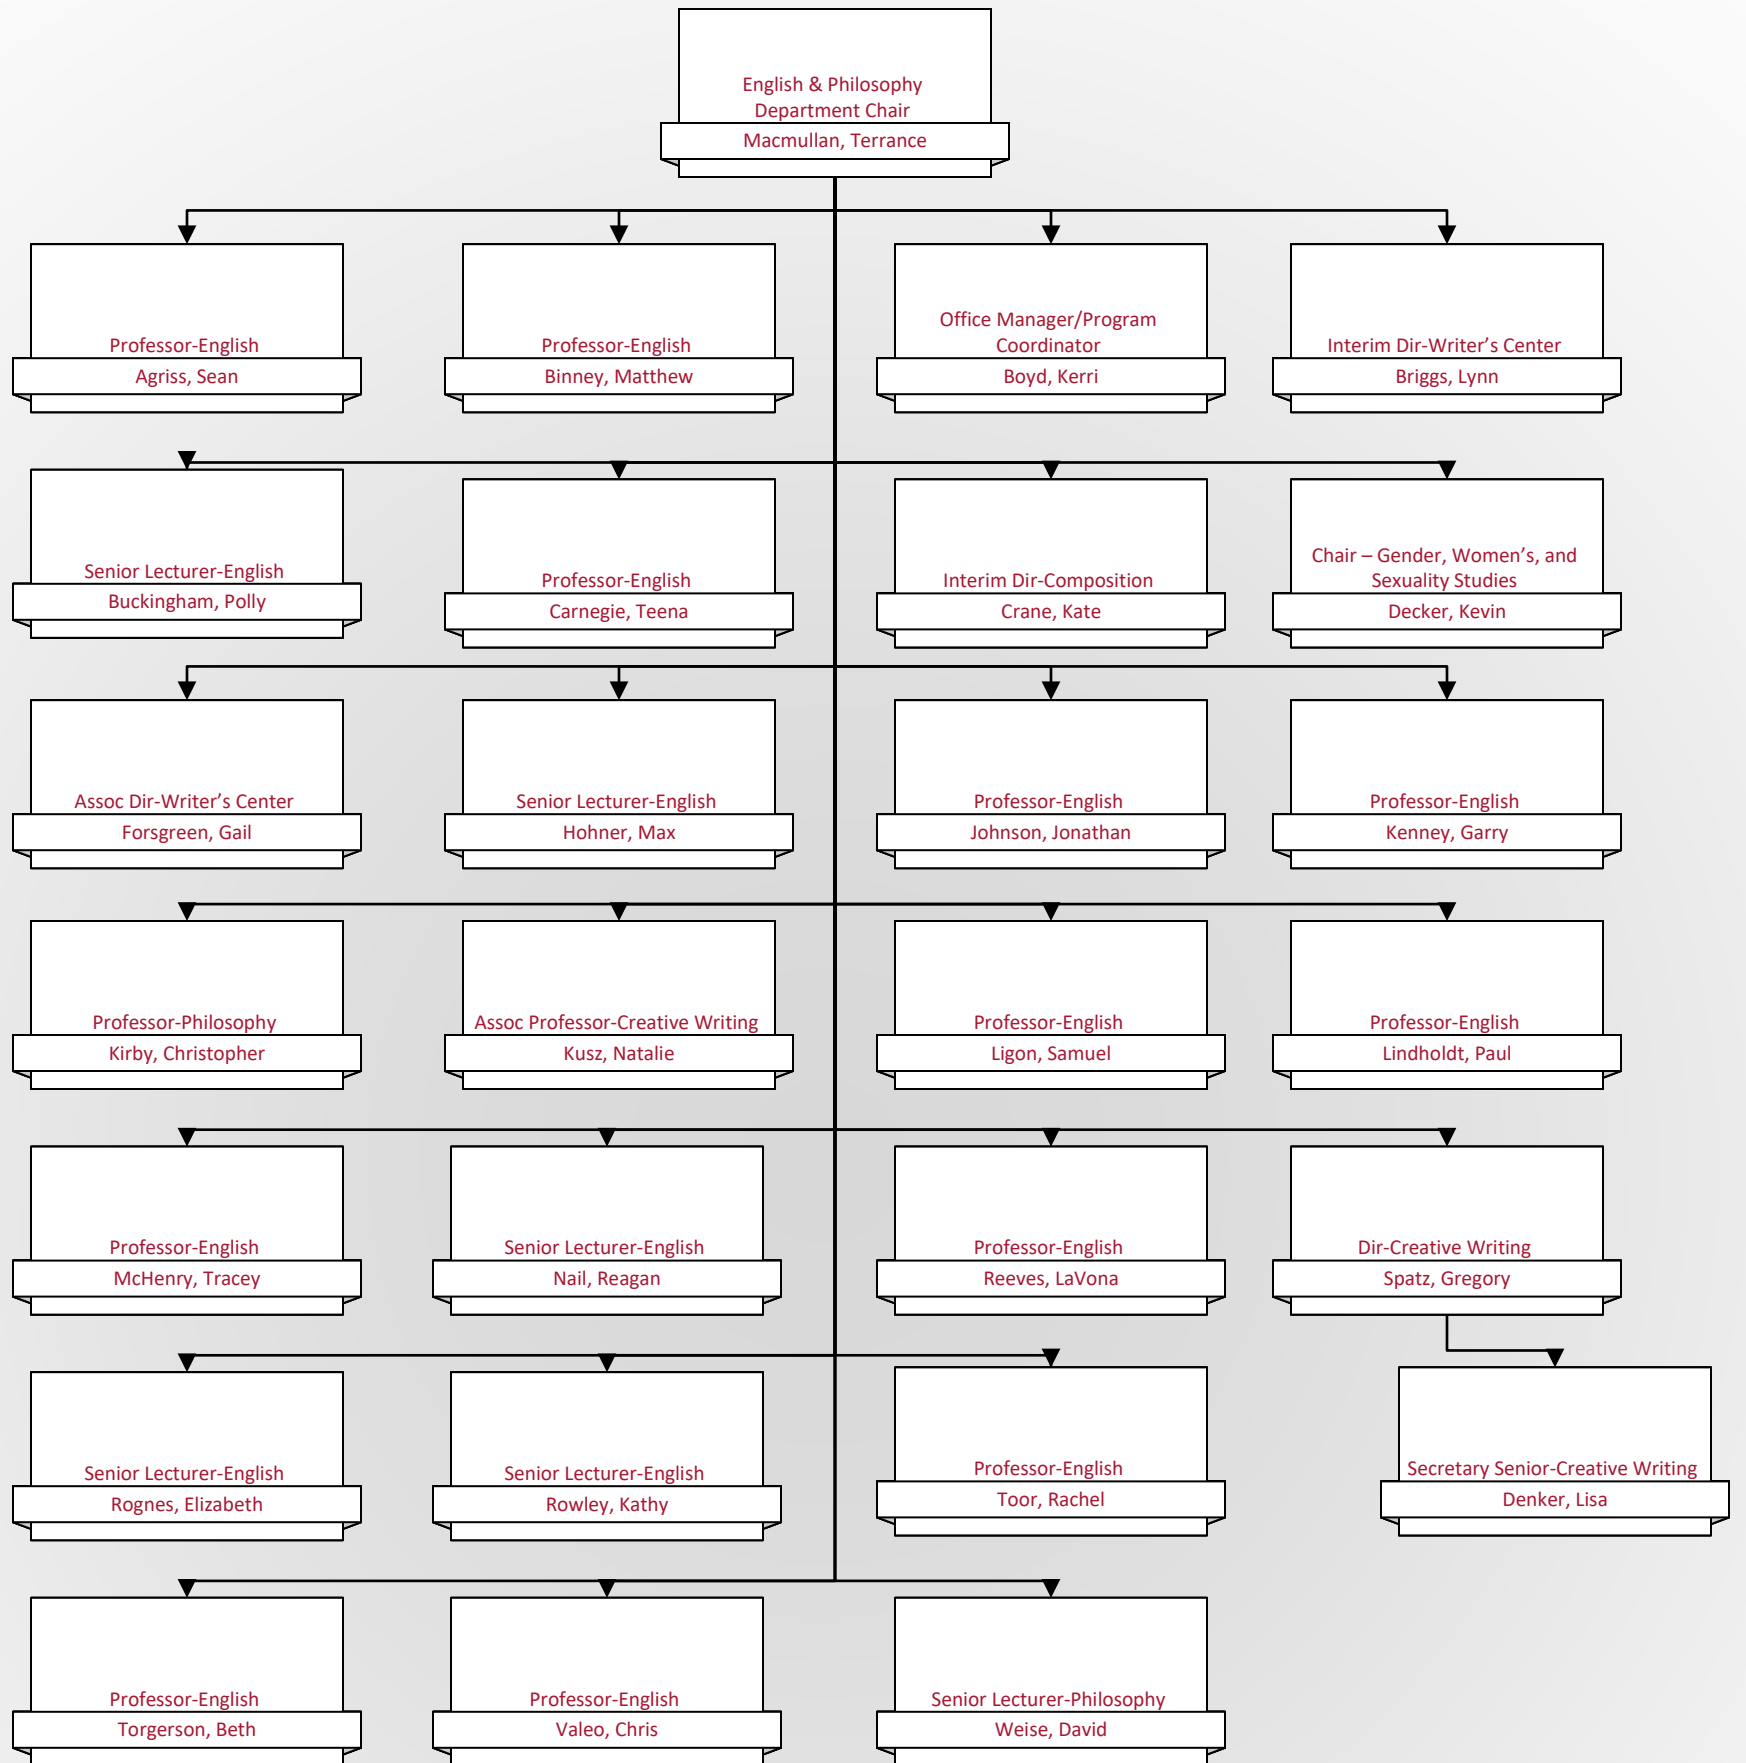 English & Philosophy
Department Chair
Macmullan, Terrance
Professor-English
Agriss, Sean
Professor-English
Binney, Matthew
Office Manager/Program
Coordinator
Boyd, Kerri
Interim Dir-Writer’s Center
Briggs, Lynn
Senior Lecturer-English
Buckingham, Polly
Professor-English
Carnegie, Teena
Interim Dir-Composition
Crane, Kate
Chair – Gender, Women’s, and
Sexuality Studies
Decker, Kevin
Assoc Dir-Writer’s Center
Forsgreen, Gail
Senior Lecturer-English
Hohner, Max
Professor-English
Johnson, Jonathan
Professor-English
Kenney, Garry
Professor-Philosophy
Kirby, Christopher
Assoc Professor-Creative Writing
Kusz, Natalie
Professor-English
Ligon, Samuel
Professor-English
Lindholdt, Paul
Professor-English
McHenry, Tracey
Senior Lecturer-English
Nail, Reagan
Professor-English
Reeves, LaVona
Dir-Creative Writing
Spatz, Gregory
Senior Lecturer-English
Rognes, Elizabeth
Senior Lecturer-English
Rowley, Kathy
Professor-English
Toor, Rachel
Secretary Senior-Creative Writing
Denker, Lisa
Professor-English
Torgerson, Beth
Professor-English
Valeo, Chris
Senior Lecturer-Philosophy
Weise, David